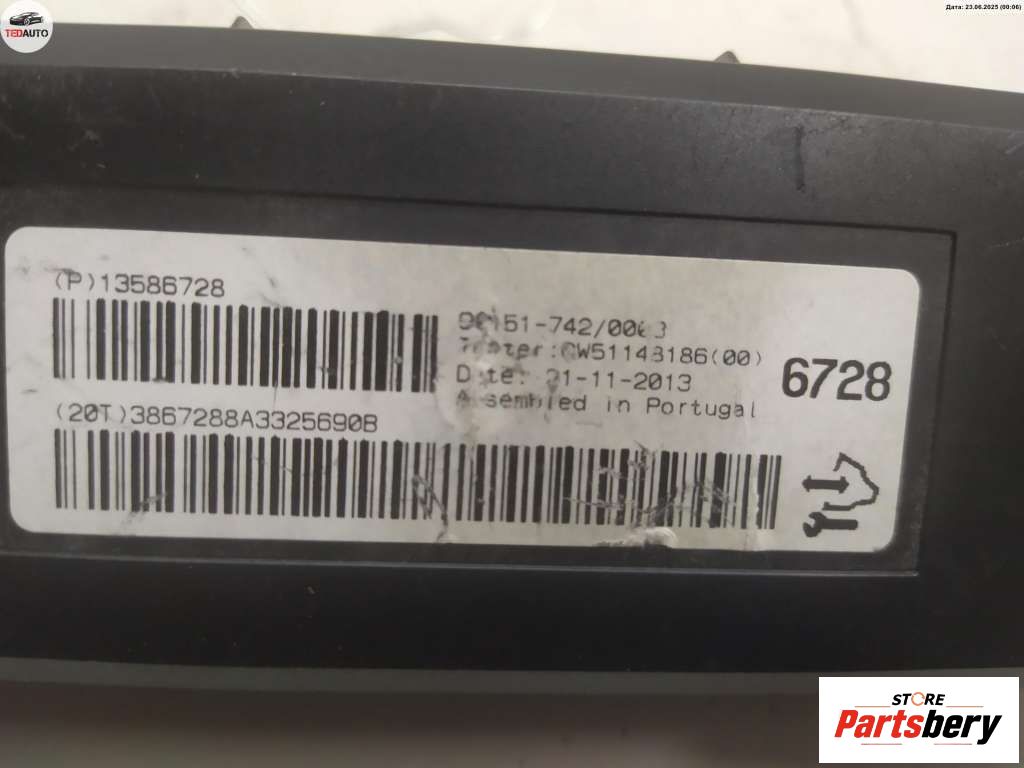 TEDAUTO
Дата: 23.06.2025 (00:06)
(P)13586728
Date: 21-11-2013
Assembled in Portugal
6728
(20T)3867288A3325690B
STORE
Partsbery